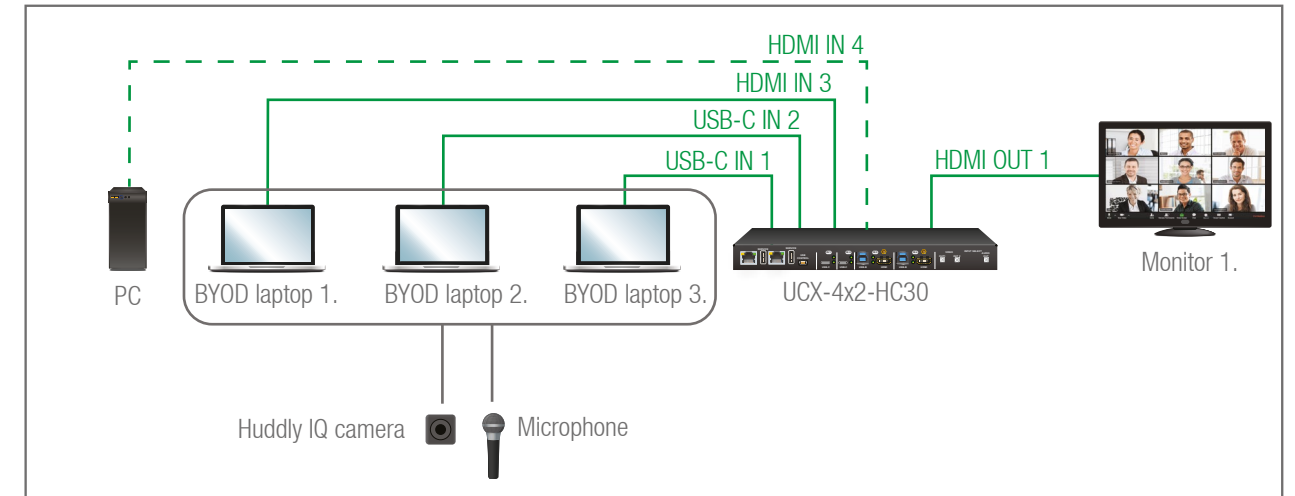 HDMI IN 4
HDMI IN 3
USB-C IN 2
USB-C IN 1
HDMI OUT 1
PC
BYOD laptop 1.
BYOD laptop 2.
BYOD laptop 3.
UCX-4x2-HC30
Monitor 1.
Huddly IQ camera
Microphone